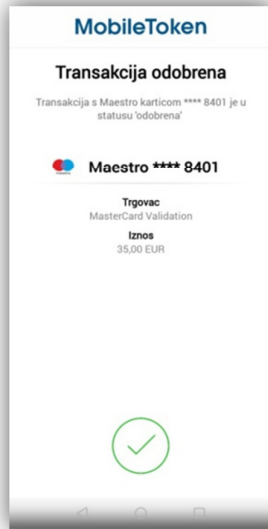 MobileToken
Transakcija odobrena
Transakcija s Maestro karticom **** 8401 je u
statusu 'odobrena'
Maestro **** 8401
Trgovac
MasterCard Validation
Iznos
35,00 EUR